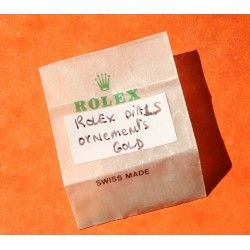 ROLEX
ROLEX DIALS
ORNEMENTS
GOLD
SWISS MADE